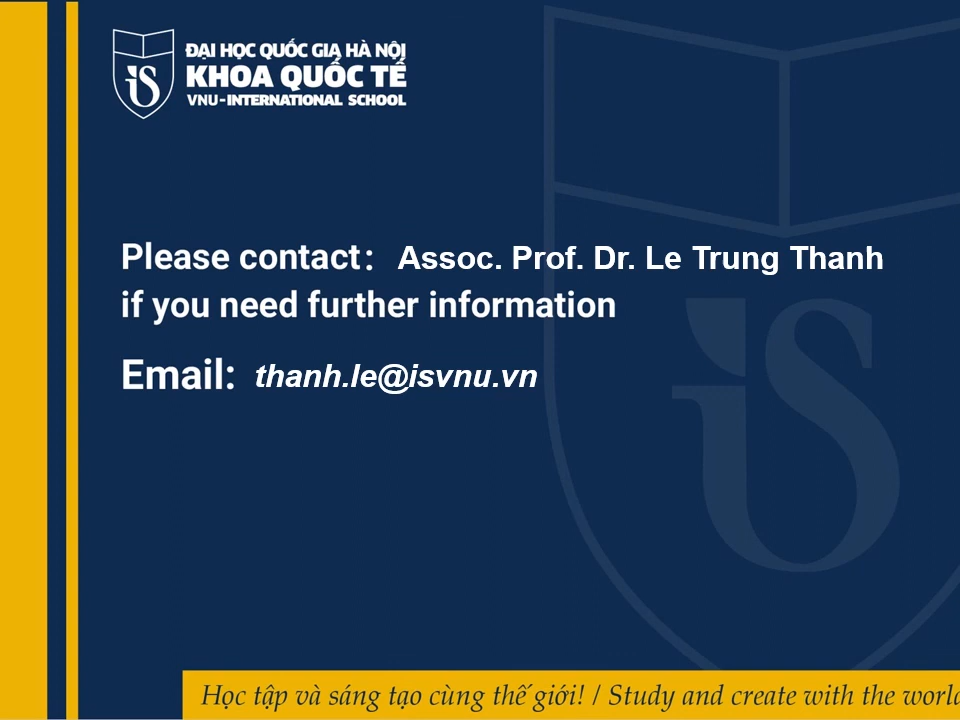 ĐẠI HỌC QUỐC GIA HÀ NỘI
KHOA QUỐC TẾ
VNU-INTERNATIONAL SCHOOL
Please contact: Assoc. Prof. Dr. Le Trung Thanh
if you need further information
Email: thanh.le@isvnu.vn
Học tập và sáng tạo cùng thế giới! / Study and create with the world